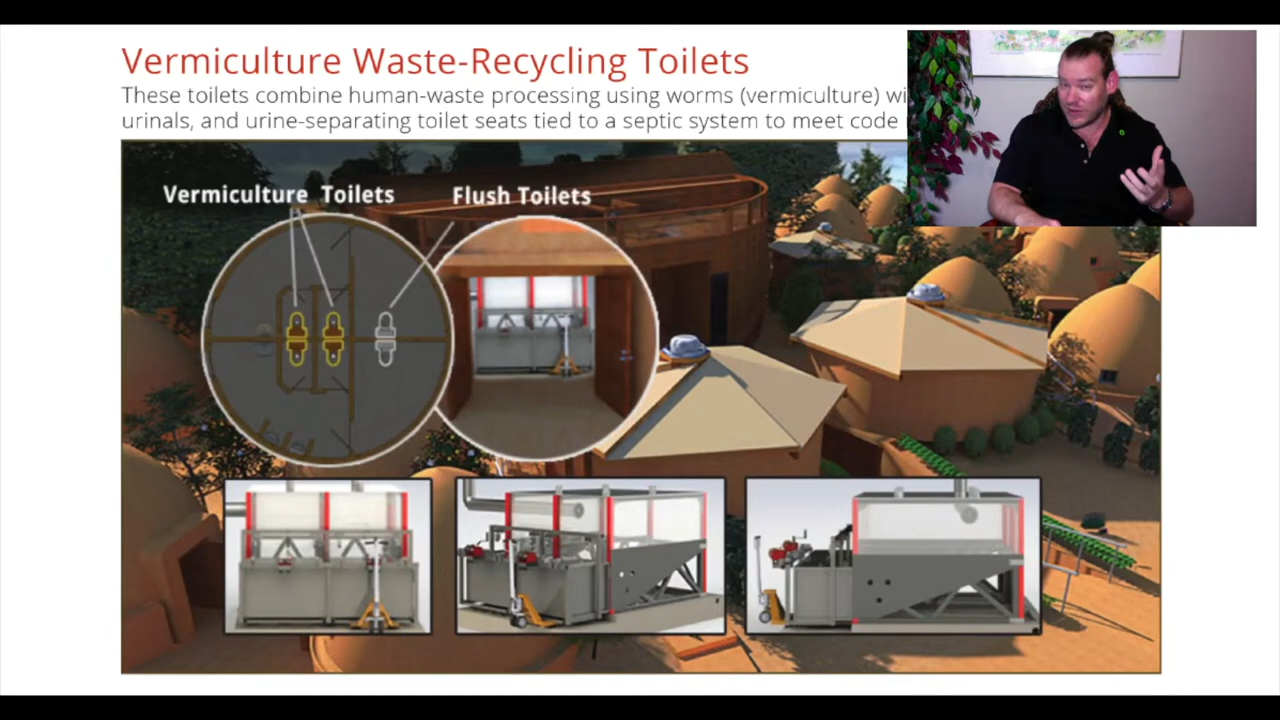 Vermiculture Waste-Recycling Toilets
These toilets combine human-waste processing using worms (vermiculture)
urinals, and urine-separating toilet seats tied to a septic system to meet code
Vermiculture Toilets
Flush Toilets